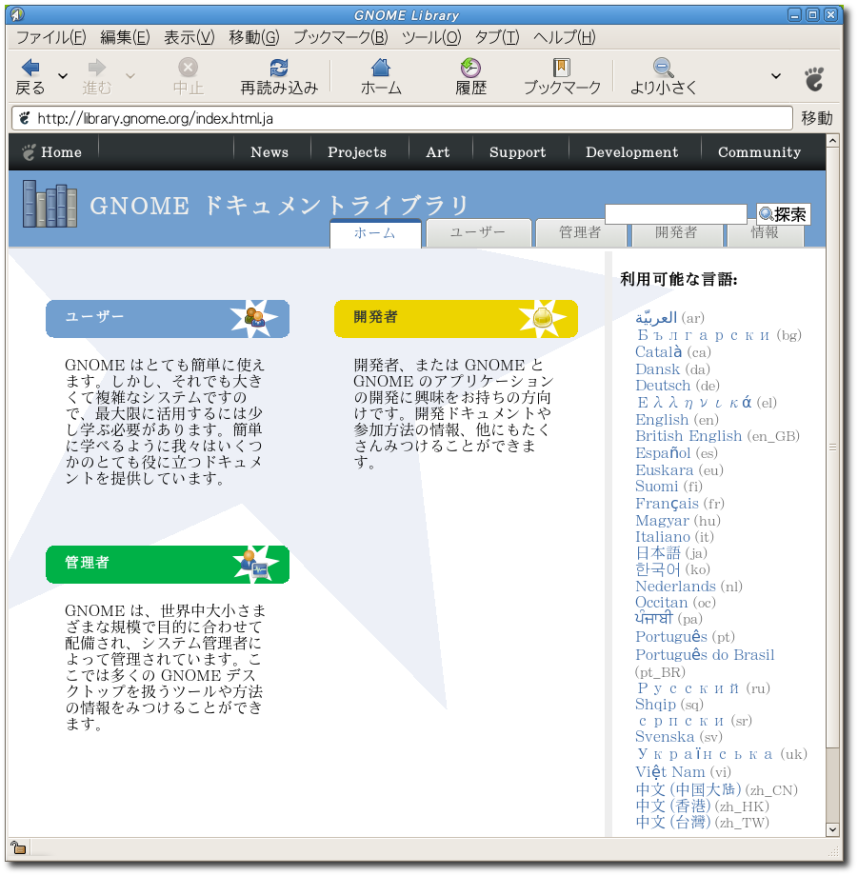 GNOME Library
ファイル(F) 編集(E) 表示(V) 移動(G) ブックマーク(B) ツール(O) タブ(T) ヘルプ(H)
戻る 進む 中止 再読み込み ホーム 履歴 ブックマーク より小さく
http://library.gnome.org/index.html.ja 移動
Home News Projects Art Support Development Community
GNOME ドキュメントライブラリ
探索
ホーム ユーザー 管理者 開発者 情報
ユーザー
GNOME はとても簡単に使え
ます。しかし、それでも大き
くて複雑なシステムですの
で、最大限に活用するには少
し学ぶ必要があります。簡単
に学べるように我々はいくつ
かのとても役に立つドキュメ
ントを提供しています。
開発者
開発者、または GNOME と
GNOME のアプリケーション
の開発に興味をお持ちの方向
けです。開発ドキュメントや
参加方法の情報、他にもたく
さんみつけることができま
す。
管理者
GNOME は、世界中大小さま
ざまな規模で目的に合わせて
配備され、システム管理者に
よって管理されています。こ
こでは多くの GNOME デス
クトップを扱うツールや方法
の情報をみつけることができ
ます。
利用可能な言語:
العربيّة (ar)
Български (bg)
Català (ca)
Dansk (da)
Deutsch (de)
Ελληνικά (el)
English (en)
British English (en_GB)
Español (es)
Euskara (eu)
Suomi (fi)
Français (fr)
Magyar (hu)
Italiano (it)
日本語 (ja)
한국어 (ko)
Nederlands (nl)
Occitan (oc)
ਪੰਜਾਬੀ (pa)
Português (pt)
Português do Brasil
(pt_BR)
Русский (ru)
Shqip (sq)
српски (sr)
Svenska (sv)
Українська (uk)
Việt Nam (vi)
中文 (中国大陆) (zh_CN)
中文 (香港) (zh_HK)
中文 (台灣) (zh_TW)